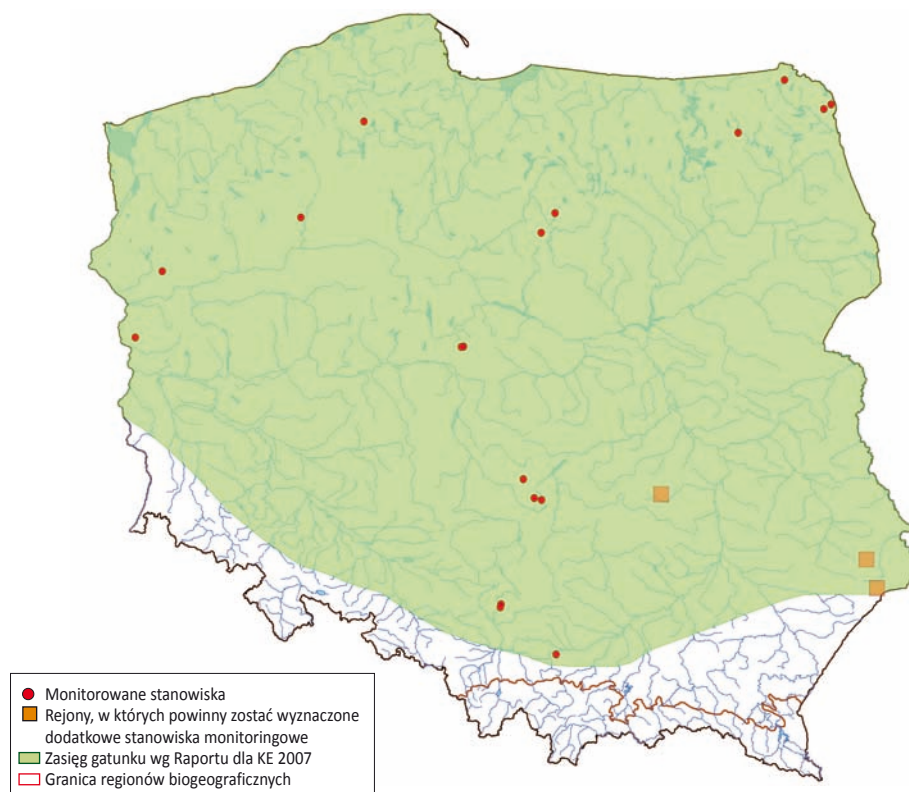 Monitorowane stanowiska
Rejony, w których powinny zostać wyznaczone
dodatkowe stanowiska monitoringowe
Zasięg gatunku wg Raportu dla KE 2007
Granica regionów biogeograficznych